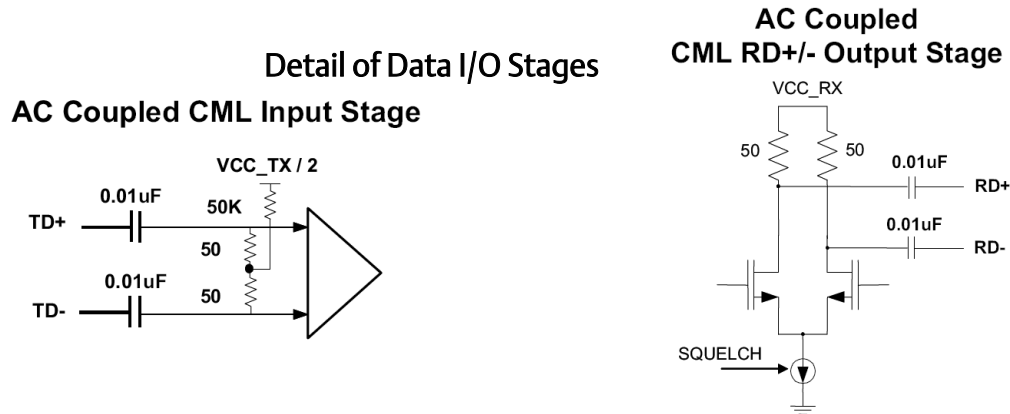 Detail of Data I/O Stages
AC Coupled CML Input Stage
VCC_TX / 2
0.01uF
50K
TD+
50
0.01uF
50
TD-
AC Coupled
CML RD+/- Output Stage
VCC_RX
50
50
0.01uF
RD+
0.01uF
RD-
SQUELCH